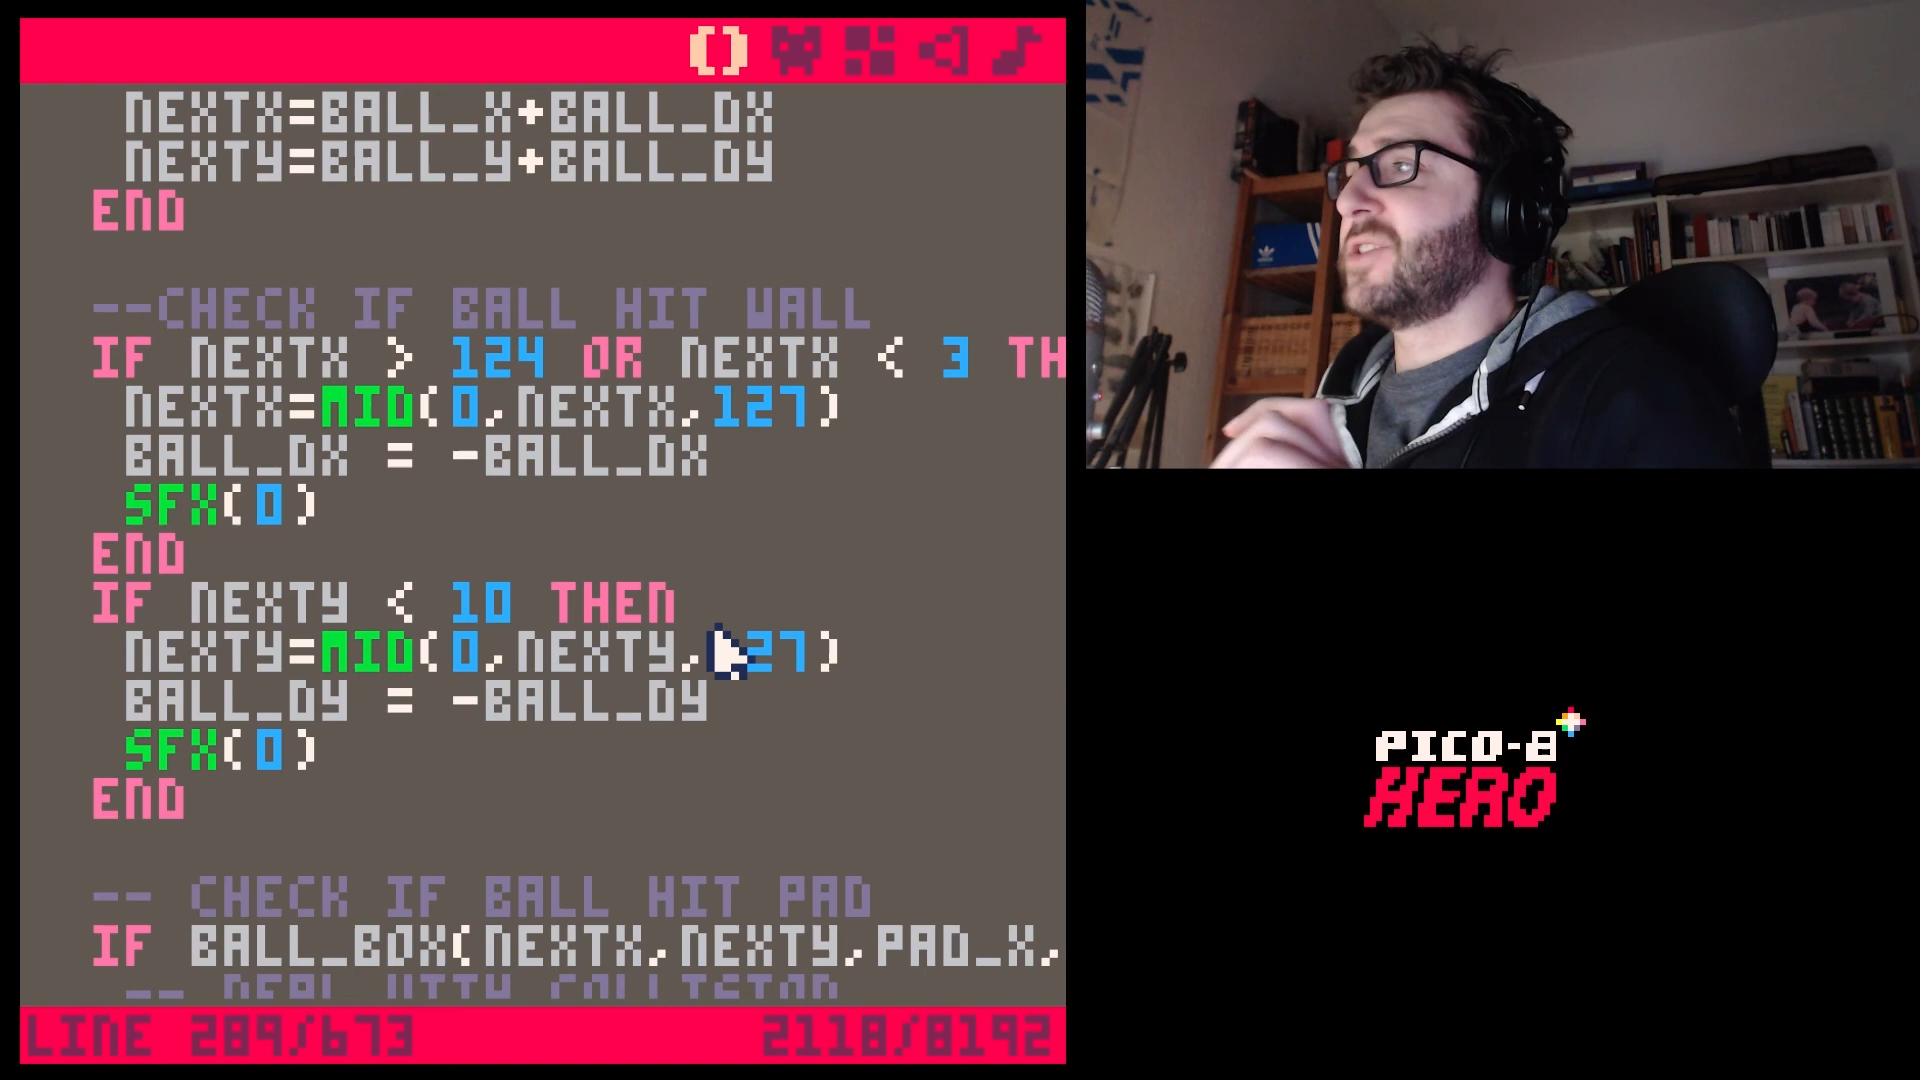 NEXTX=BALL_X+BALL_DX
NEXTY=BALL_Y+BALL_DY
END
--CHECK IF BALL HIT WALL
IF NEXTX > 124 OR NEXTX < 3 TH
NEXTX=MID(0,NEXTX,127)
BALL_DX = -BALL_DX
SFX(0)
END
IF NEXTY < 10 THEN
NEXTY=MID(0,NEXTY, 27)
BALL_DY = -BALL_DY
SFX(0)
END
-- CHECK IF BALL HIT PAD
IF BALL_BOX(NEXTX,NEXTY,PAD_X,
LINE 289/673
2118/8192
adidas
PICO-8
HERO